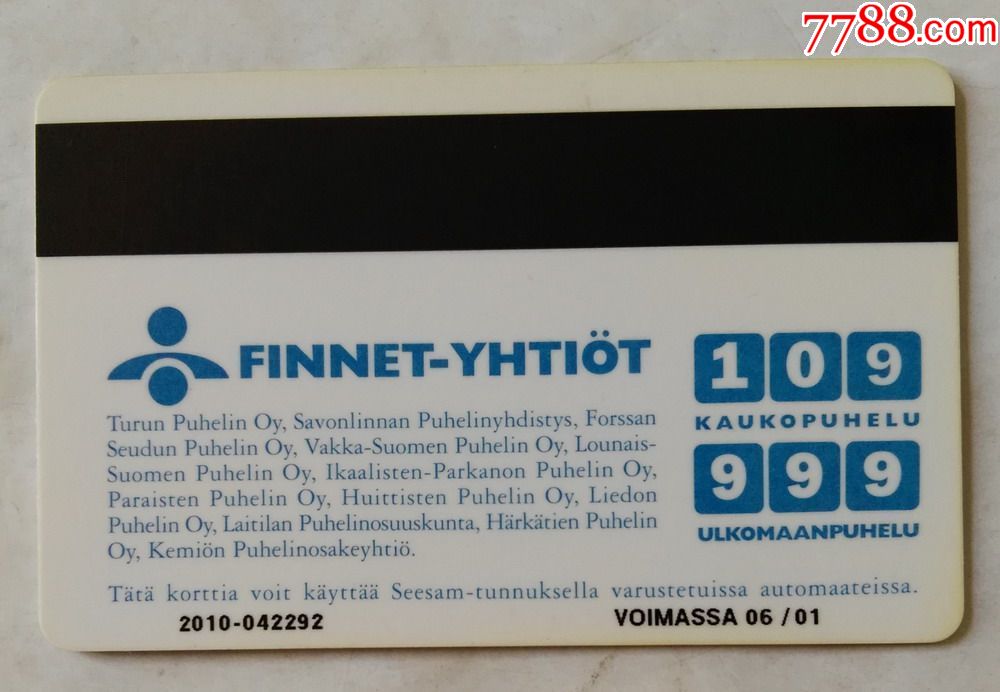 7788.com
FINNET-YHTIÖT
Turun Puhelin Oy, Savonlinnan Puhelinyhdistys, Forssan
Seudun Puhelin Oy, Vakka-Suomen Puhelin Oy, Lounais-
Suomen Puhelin Oy, Ikaalisten-Parkanon Puhelin Oy,
Paraisten Puhelin Oy, Huittisten Puhelin Oy, Liedon
Puhelin Oy, Laitilan Puhelinosuuskunta, Härkätien Puhelin
Oy, Kemiön Puhelinosakeyhtiö.
109
KAUKOPUHELU
999
ULKOMAANPUHELU
Tätä korttia voit käyttää Seesam-tunnuksella varustetuissa automaateissa.
2010-042292 VOIMASSA 06 /01